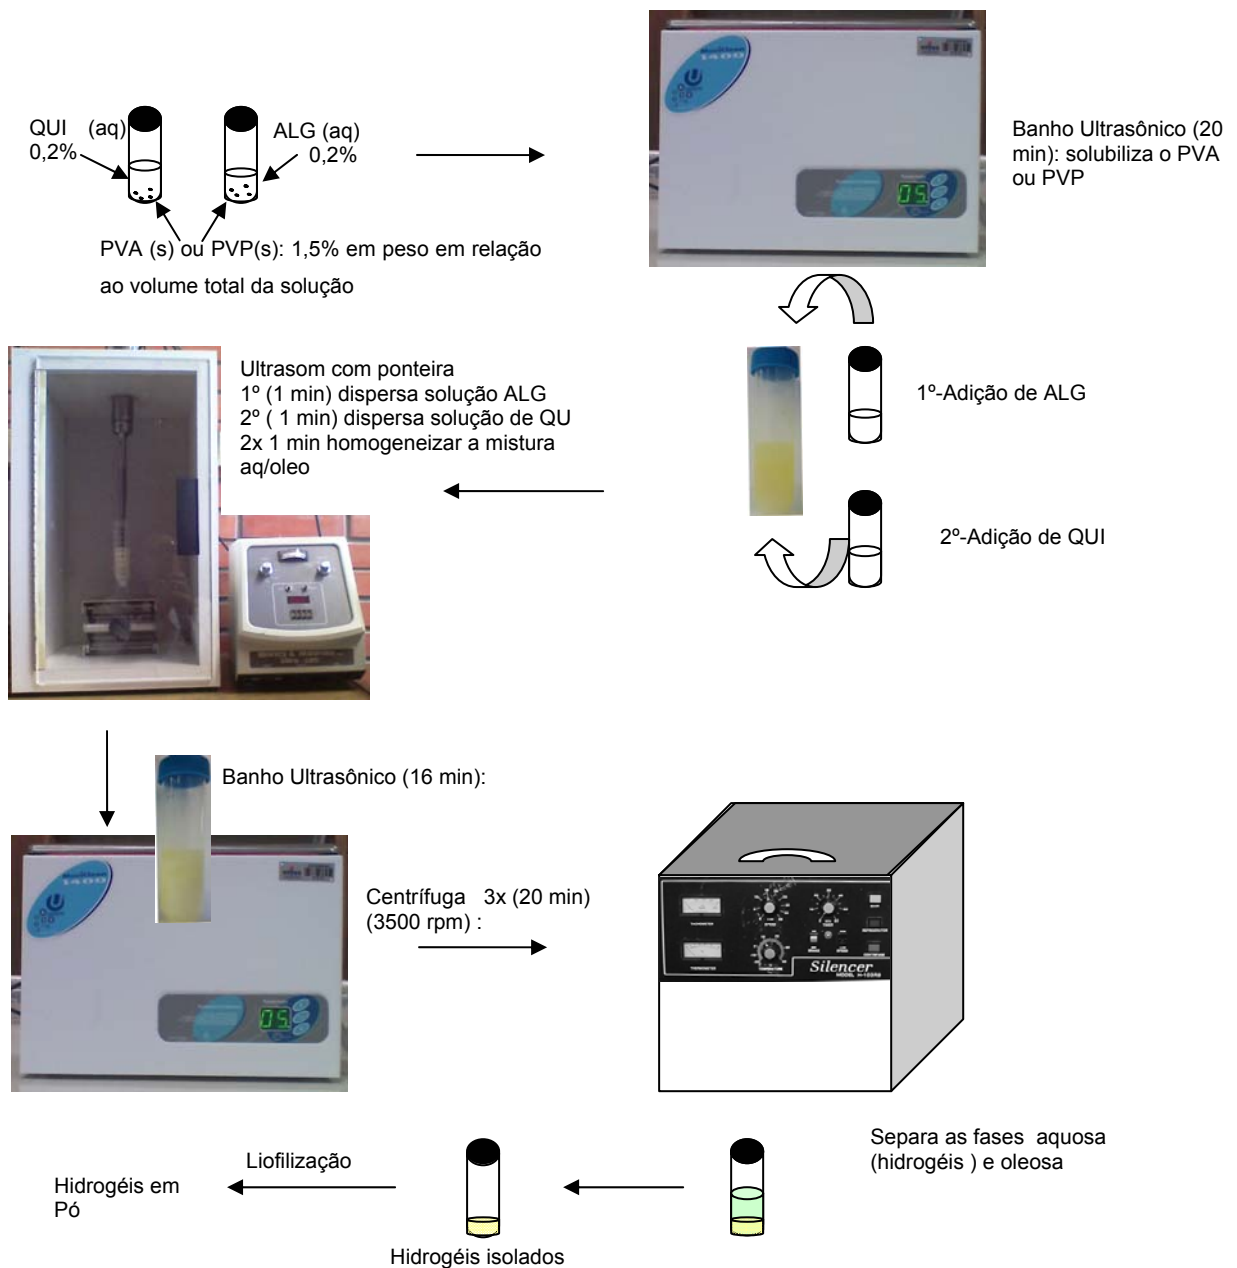 QUI (aq)
0,2%
ALG (aq)
0,2%
PVA (s) ou PVP(s): 1,5% em peso em relação
ao volume total da solução
1400
05
Banho Ultrasônico (20
min): solubiliza o PVA
ou PVP
1º-Adição de ALG
2º-Adição de QUI
Ultrasom com ponteira
1º (1 min) dispersa solução ALG
2º ( 1 min) dispersa solução de QU
2x 1 min homogeneizar a mistura
aq/oleo
Banho Ultrasônico (16 min):
1400
05
Centrífuga 3x (20 min)
(3500 rpm) :
Silencer
Separa as fases aquosa
(hidrogéis ) e oleosa
Hidrogéis isolados
Liofilização
Hidrogéis em
Pó